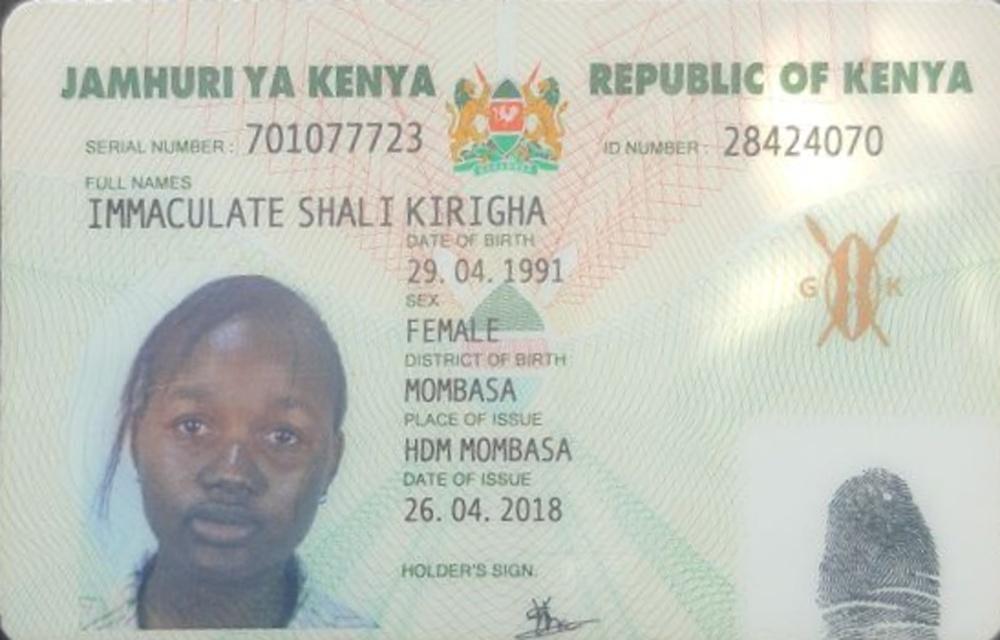 JAMHURI YA KENYA REPUBLIC OF KENYA
SERIAL NUMBER: 701077723 ID NUMBER: 28424070
FULL NAMES
IMMACULATE SHALI KIRIGHA
DATE OF BIRTH
29. 04. 1991
SEX
G K
FEMALE
DISTRICT OF BIRTH
MOMBASA
PLACE OF ISSUE
HDM MOMBASA
DATE OF ISSUE
26. 04. 2018
HOLDER'S SIGN.